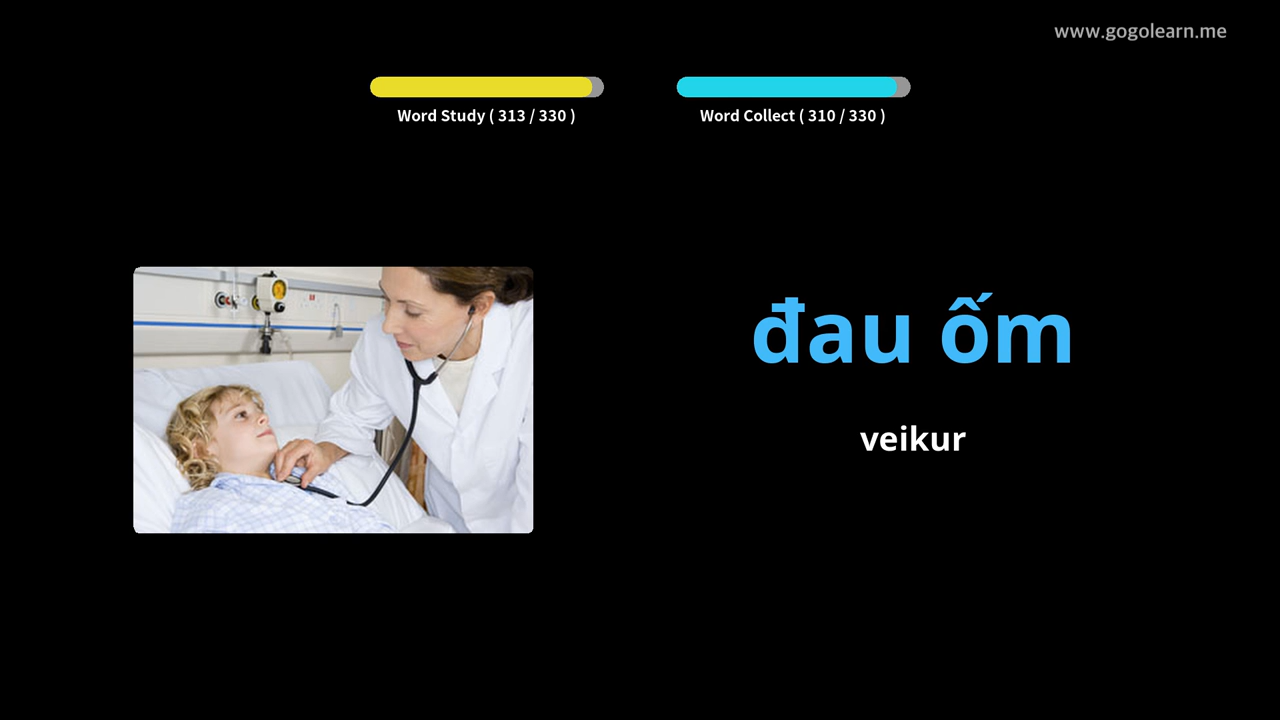 www.gogolearn.me
Word Study ( 313 / 330 )
Word Collect ( 310 / 330 )
đau ốm
veikur